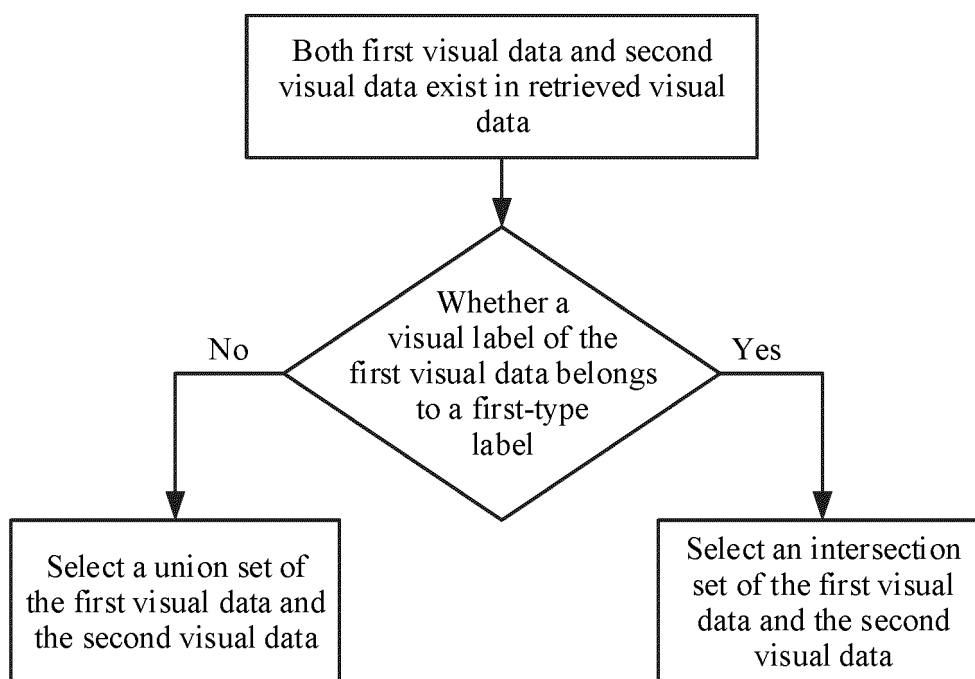 Both first visual data and second
visual data exist in retrieved visual
data
Whether a
visual label of the
first visual data belongs
to a first-type
label
No
Yes
Select a union set of
the first visual data and
the second visual data
Select an intersection
set of the first visual
data and the second
visual data